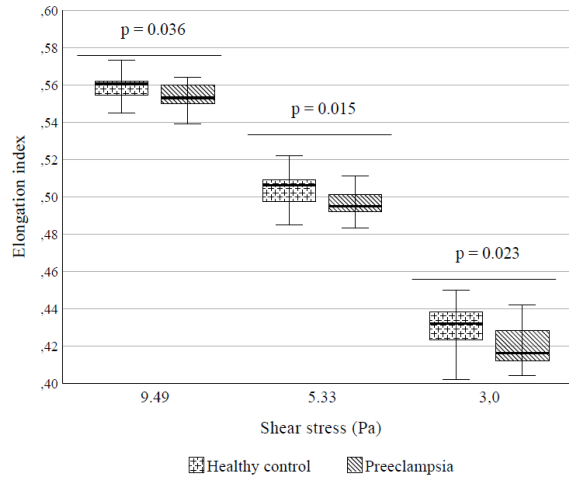 ,60
p = 0.036
,58
,56
,54
p = 0.015
,52
,50
,48
p = 0.023
,46
,44
,42
,40
Elongation index
9.49 5.33 3,0
Shear stress (Pa)
Healthy control Preeclampsia